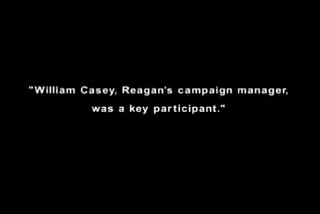 "William Casey, Reagan's campaign manager,
was a key participant."